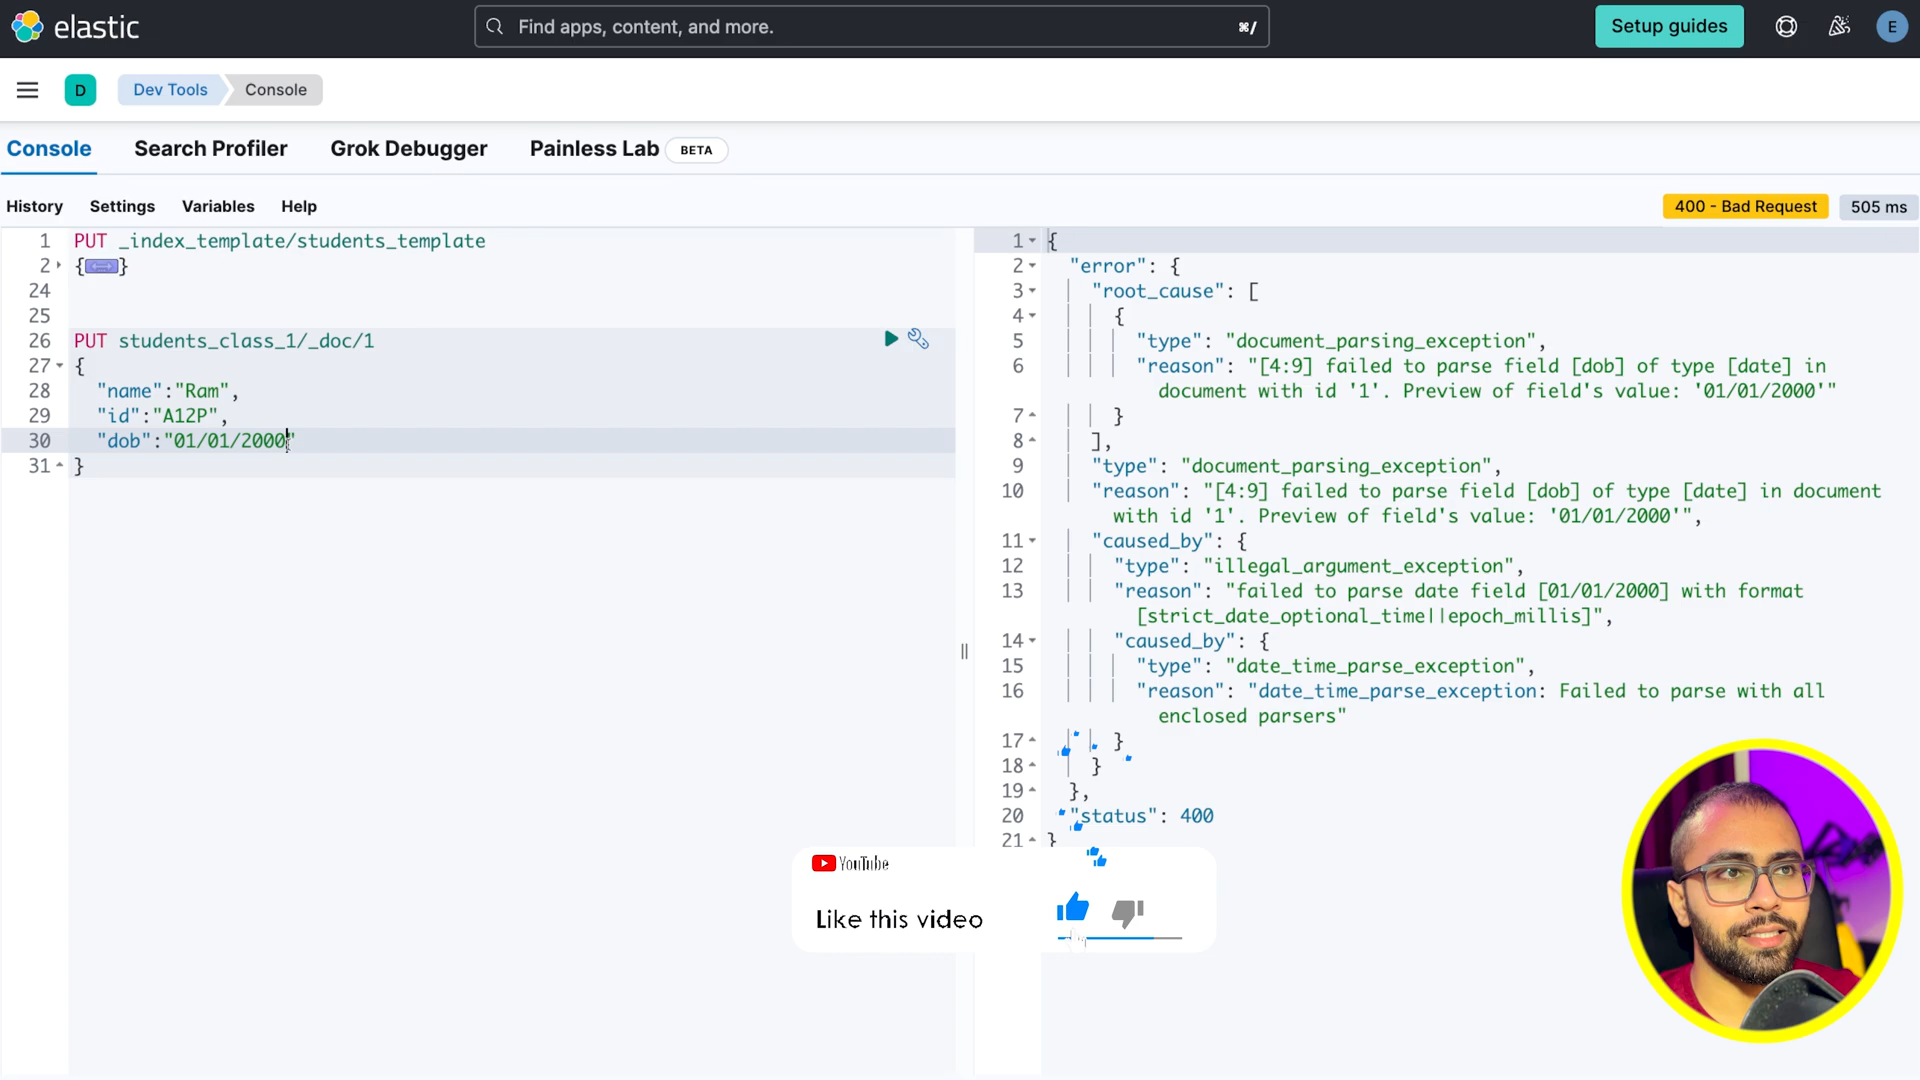 elastic
Find apps, content, and more.
⌘/
Setup guides
E
D
Dev Tools
Console
Console
Search Profiler
Grok Debugger
Painless Lab
BETA
History
Settings
Variables
Help
400 - Bad Request
505 ms
1 PUT _index_template/students_template
2 {}
24
25
26 PUT students_class_1/_doc/1
27 {
28 "name":"Ram",
29 "id":"A12P",
30 "dob":"01/01/2000"
31 }
1 {
2 "error": {
3 "root_cause": [
4 {
5 "type": "document_parsing_exception",
6 "reason": "[4:9] failed to parse field [dob] of type [date] in
document with id '1'. Preview of field's value: '01/01/2000'"
7 }
8 ],
9 "type": "document_parsing_exception",
10 "reason": "[4:9] failed to parse field [dob] of type [date] in document
with id '1'. Preview of field's value: '01/01/2000'",
11 "caused_by": {
12 "type": "illegal_argument_exception",
13 "reason": "failed to parse date field [01/01/2000] with format
[strict_date_optional_time||epoch_millis]",
14 "caused_by": {
15 "type": "date_time_parse_exception",
16 "reason": "date_time_parse_exception: Failed to parse with all
enclosed parsers"
17 }
18 }
19 },
20 "status": 400
21 }
YouTube
Like this video